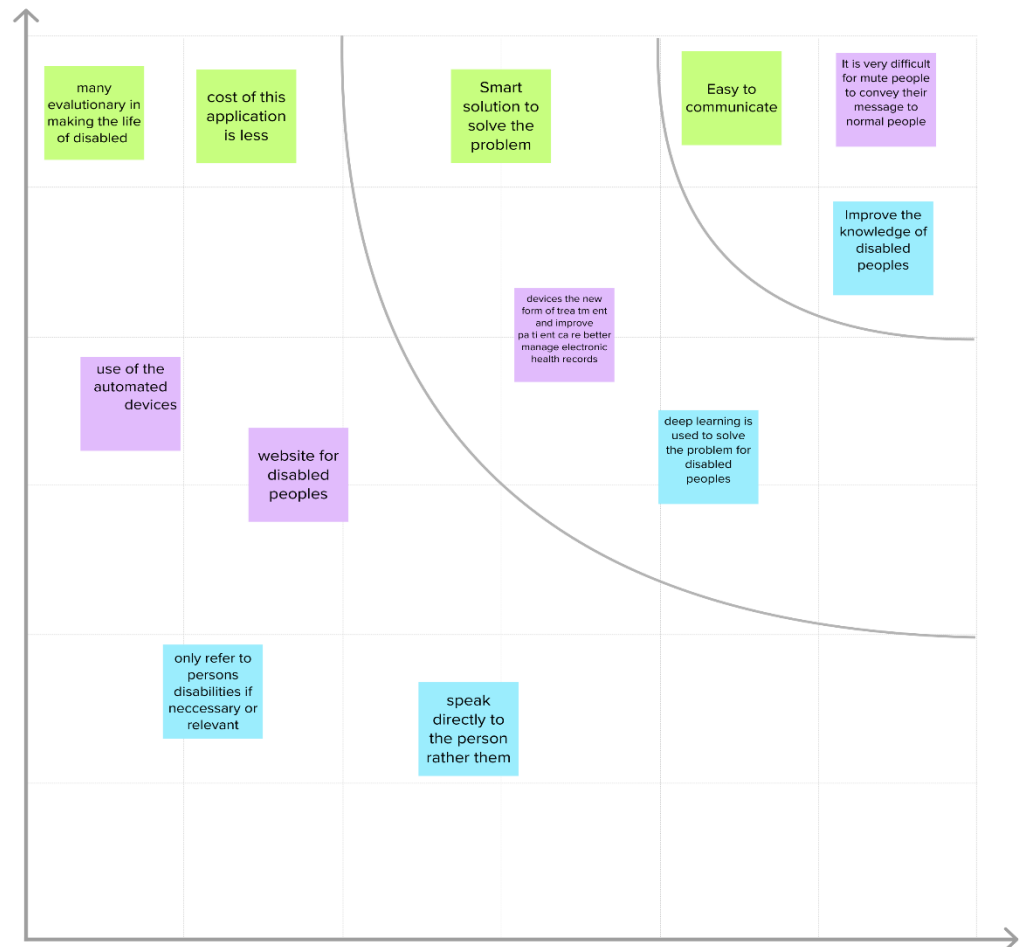 many
evalutionary in
making the life
of disabled
cost of this
application
is less
Smart
solution to
solve the
problem
Easy to
communicate
It is very difficult
for mute people
to convey their
message to
normal people
Improve the
knowledge of
disabled
peoples
devices the new
form of trea tm ent
and improve
pa ti ent ca re better
manage electronic
health records
use of the
automated
devices
website for
disabled
peoples
deep learning is
used to solve
the problem for
disabled
peoples
only refer to
persons
disabilities if
neccessary or
relevant
speak
directly to
the person
rather them